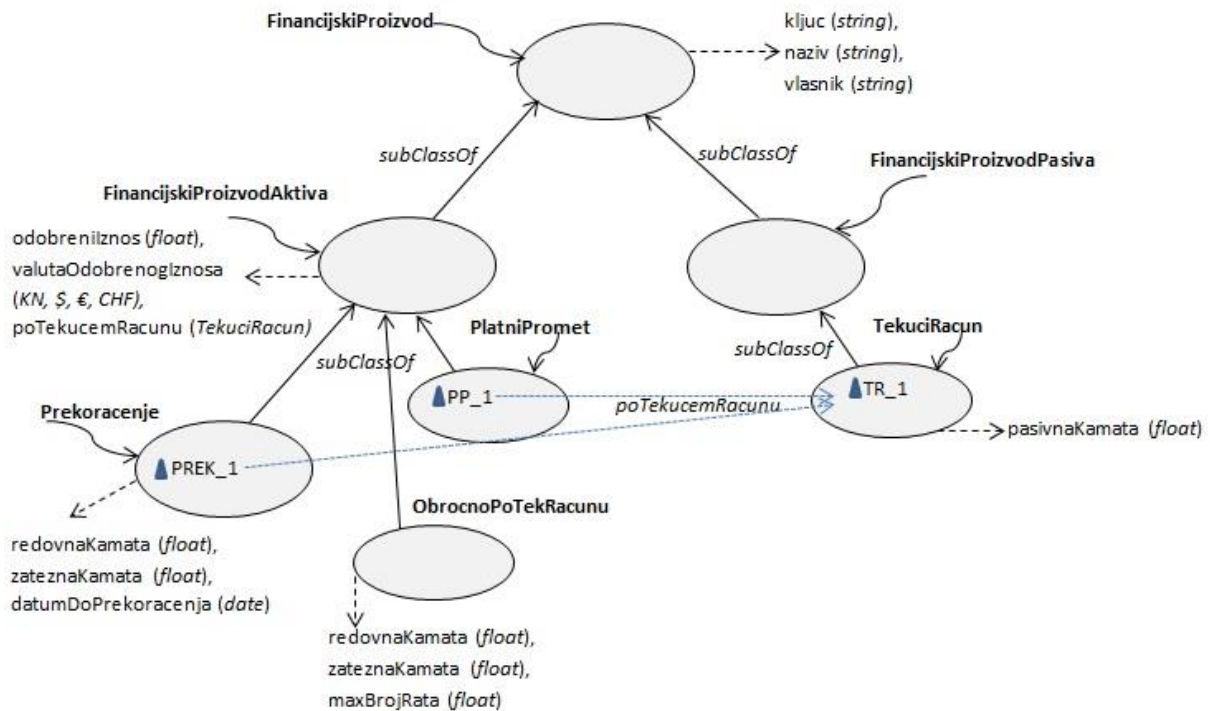 FinancijskiProizvod
kljuc (string),
naziv (string),
vlasnik (string)
subClassOf
subClassOf
FinancijskiProizvodPasiva
FinancijskiProizvodAktiva
odobreniIznos (float),
valutaOdobrenogIznosa
(KN, $, €, CHF),
poTekucemRacunu (TekuciRacun)
PlatniPromet
TekuciRacun
subClassOf
subClassOf
PP_1
TR_1
poTekucemRacunu
Prekoracenje
pasivnaKamata (float)
PREK_1
ObrocnoPoTekRacunu
redovnaKamata (float),
zateznaKamata (float),
datumDoPrekoracenja (date)
redovnaKamata (float),
zateznaKamata (float),
maxBrojRata (float)